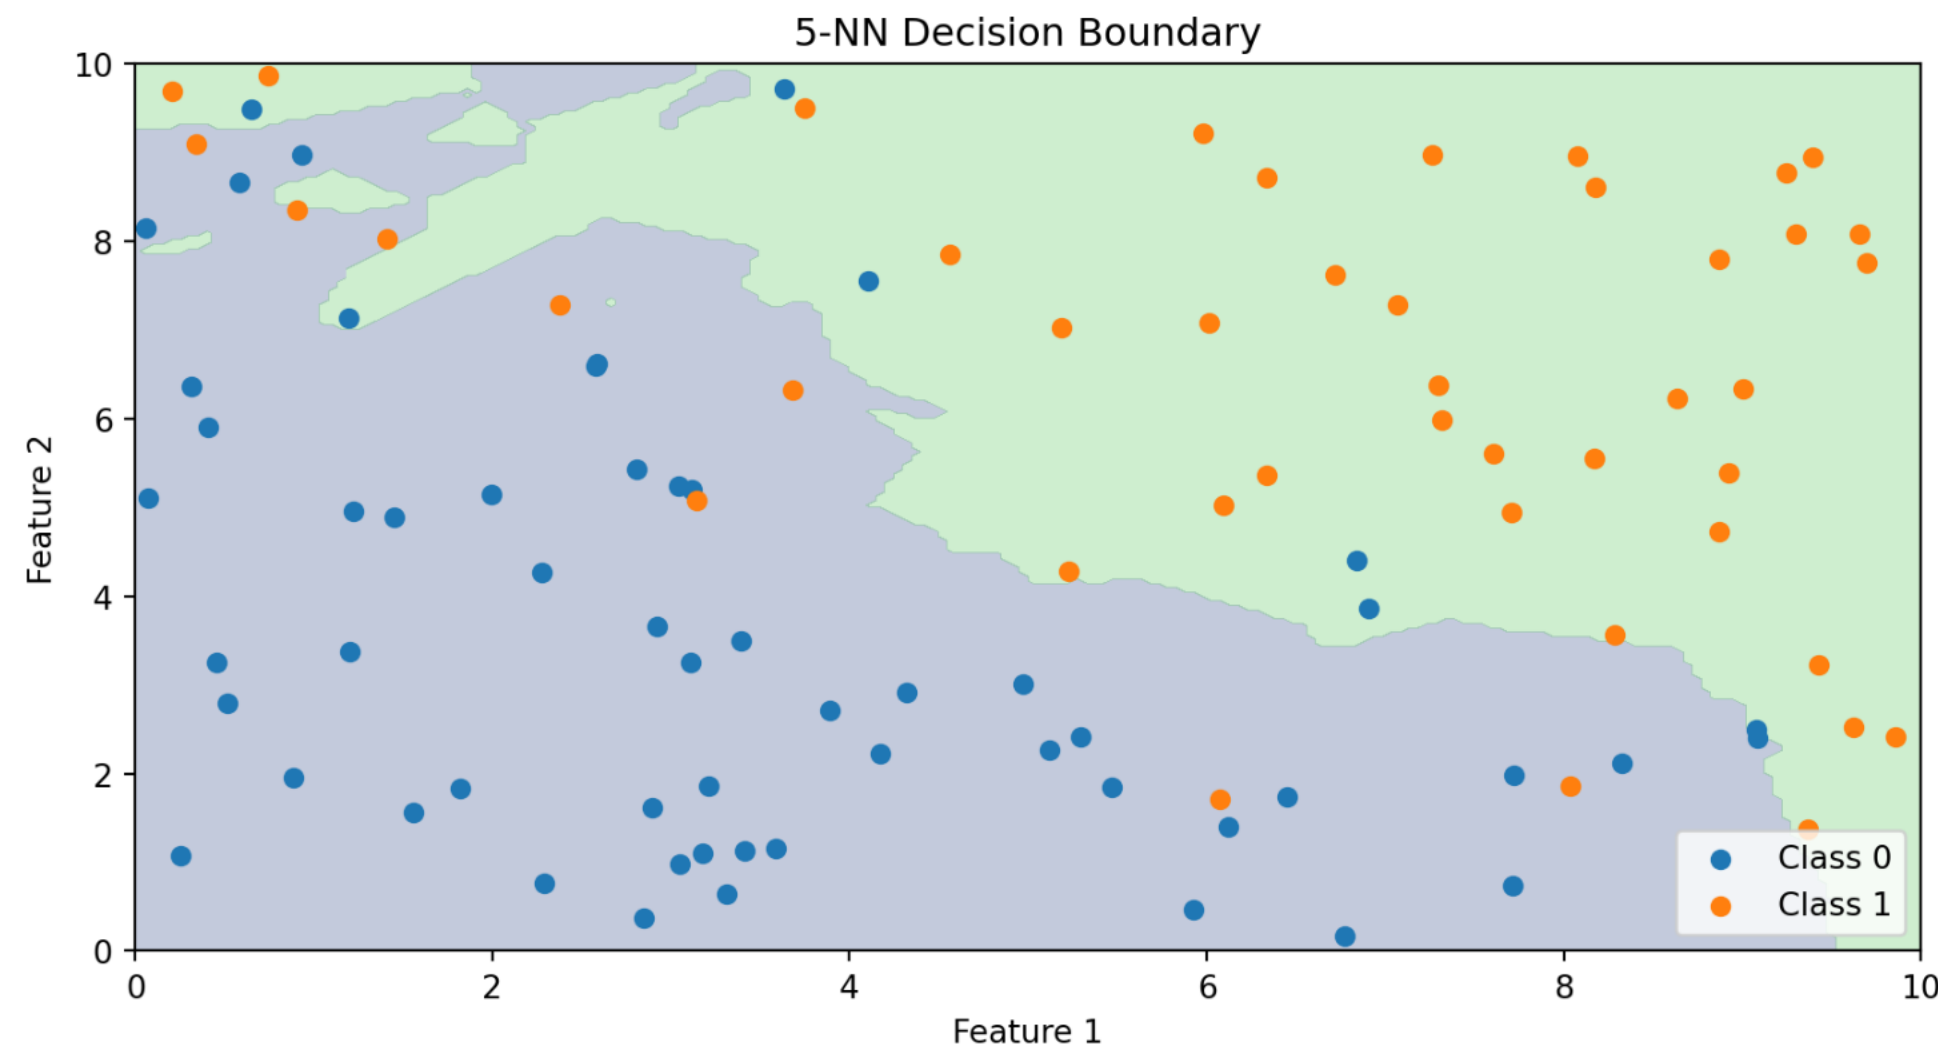 5-NN Decision Boundary
10
8
6
4
2
0
Feature 2
0 2 4 6 8 10
Feature 1
Class 0
Class 1